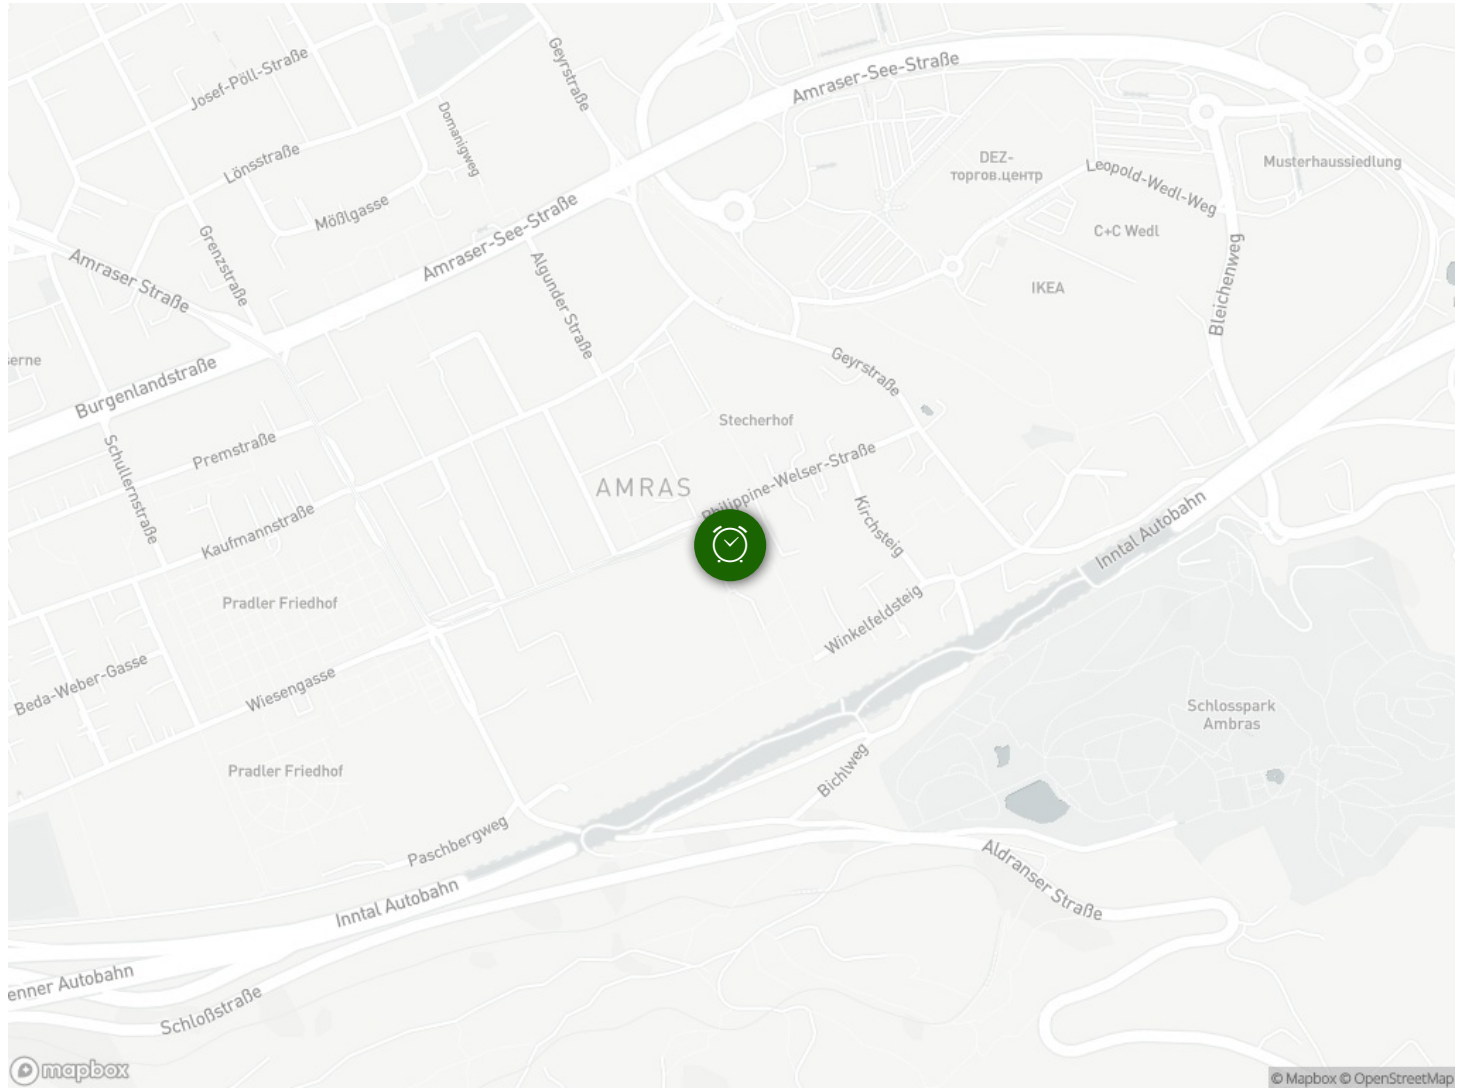 Josef-Pöll-Straße
Geyrstraße
Amraser-See-Straße
Domanigweg
Lönsstraße
DEZ-
торгов.центр
Leopold-Wedl-Weg
Musterhaussiedlung
Mößlgasse
Amraser-See-Straße
C+C Wedl
Grenzstraße
Amraser Straße
Algunder Straße
IKEA
Bleichenweg
serne
Burgenlandstraße
Geyrstraße
Stecherhof
Premstraße
Schullernstraße
AMRAS
Philippine-Welser-Straße
Kaufmannstraße
Kirchsteig
Inntal Autobahn
Pradler Friedhof
Winkelfeldsteig
Beda-Weber-Gasse
Wiesengasse
Schlosspark
Ambras
Pradler Friedhof
Bichlweg
Paschbergweg
Aldranser Straße
Inntal Autobahn
enner Autobahn
Schloßstraße
mapbox
© Mapbox © OpenStreetMap